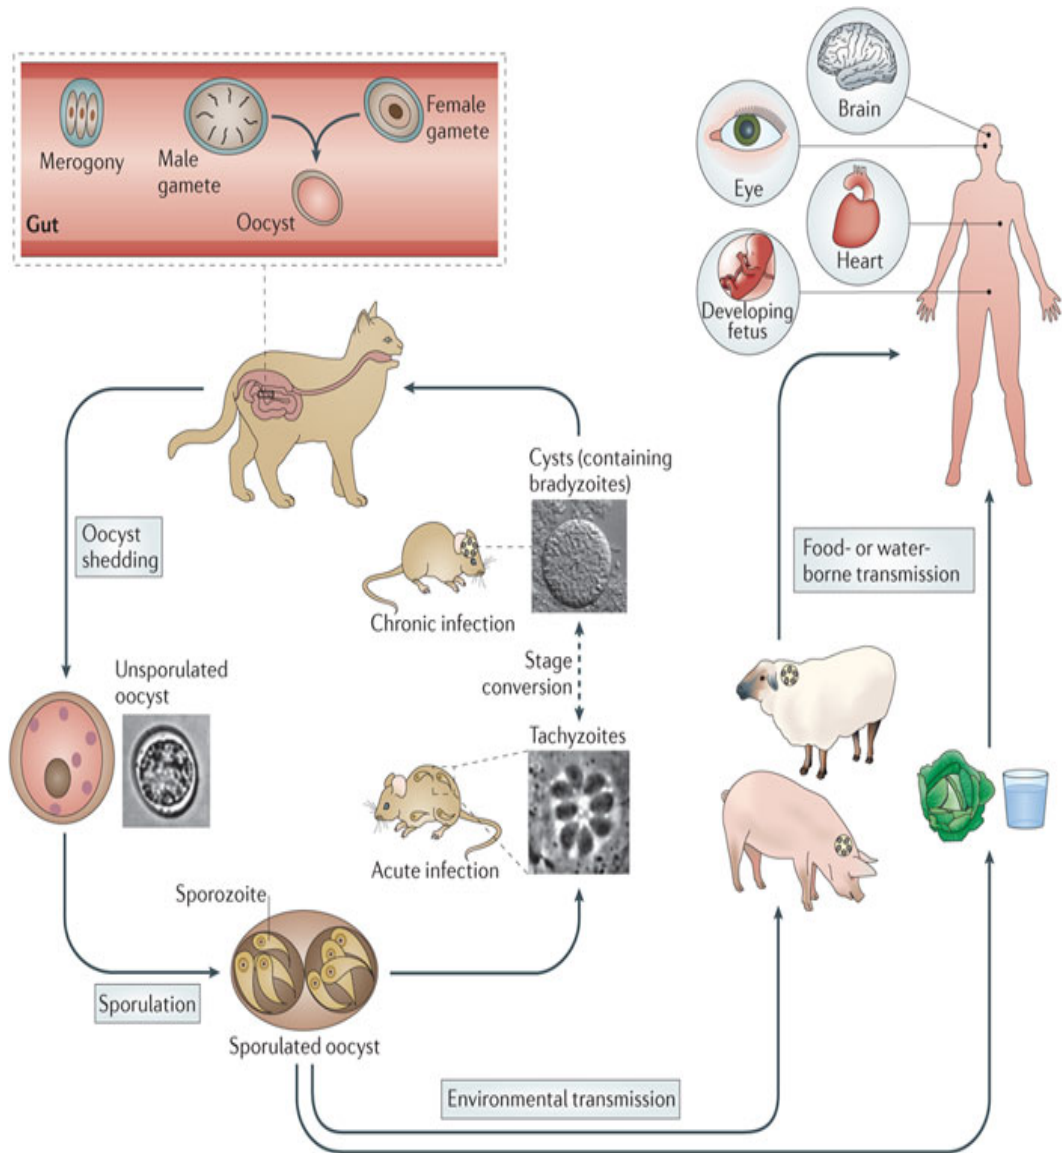 Merogony
Male
gamete
Female
gamete
Oocyst
Gut
Brain
Eye
Heart
Developing
fetus
Oocyst
shedding
Cysts (containing
bradyzoites)
Chronic infection
Stage
conversion
Food- or water-
borne transmission
Unsporulated
oocyst
Tachyzoites
Acute infection
Sporozoite
Sporulation
Sporulated oocyst
Environmental transmission